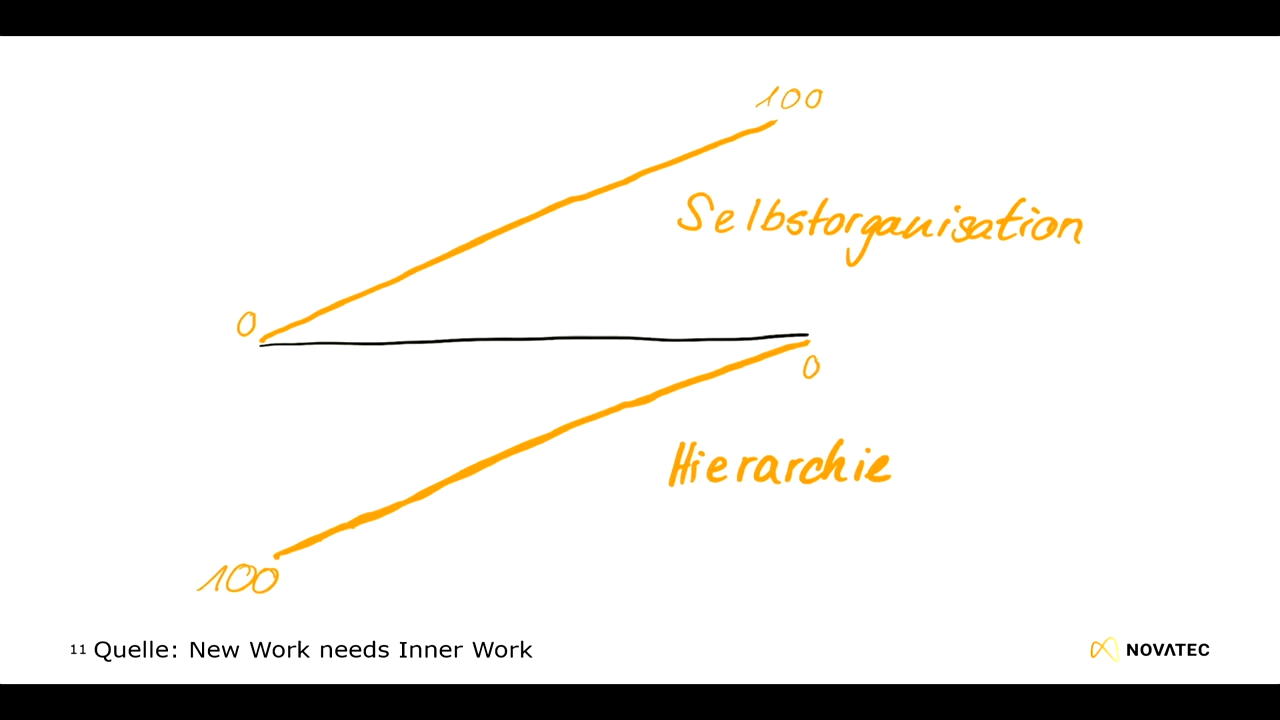 100
Selbstorganisation
0
0
Hierarchie
100
11 Quelle: New Work needs Inner Work
NOVATEC